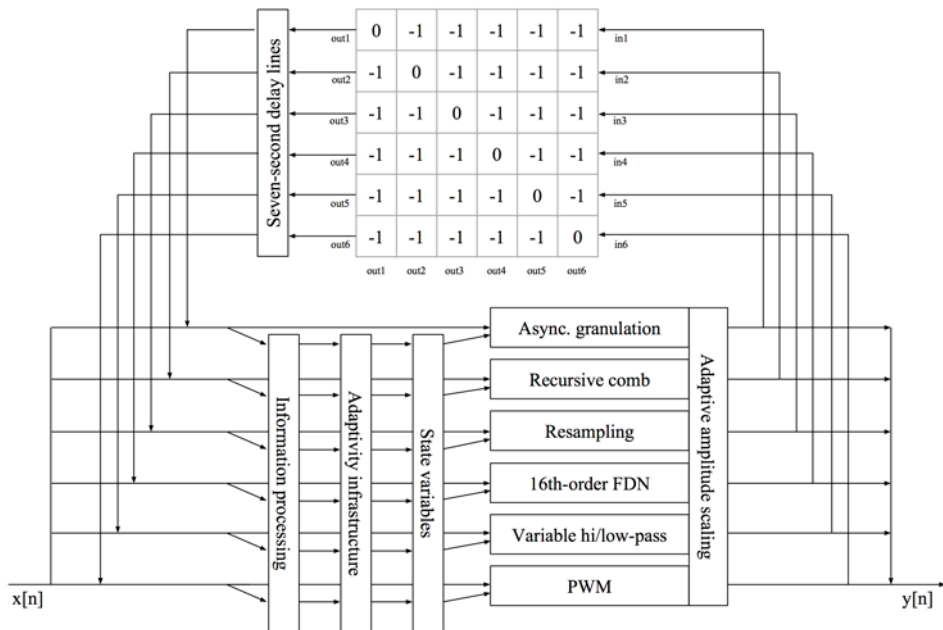 Seven-second delay lines
out1 0 -1 -1 -1 -1 -1 in1
out2 -1 0 -1 -1 -1 -1 in2
out3 -1 -1 0 -1 -1 -1 in3
out4 -1 -1 -1 0 -1 -1 in4
out5 -1 -1 -1 -1 0 -1 in5
out6 -1 -1 -1 -1 -1 0 in6
out1 out2 out3 out4 out5 out6
Information processing
Adaptivity infrastructure
State variables
Async. granulation
Recursive comb
Resampling
16th-order FDN
Variable hi/low-pass
PWM
Adaptive amplitude scaling
x[n]
y[n]